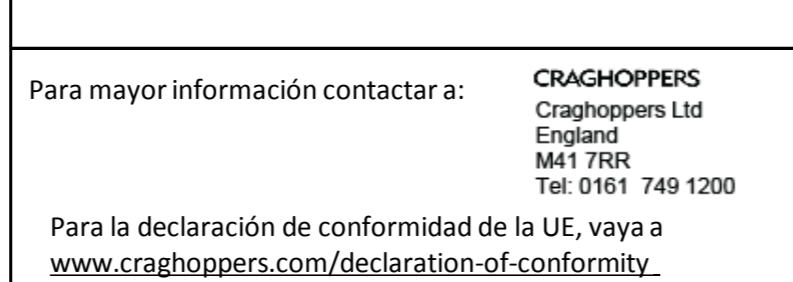 Para mayor información contactar a:
CRAGHOPPERS
Craghoppers Ltd
England
M41 7RR
Tel: 0161 749 1200
Para la declaración de conformidad de la UE, vaya a
www.craghoppers.com/declaration-of-conformity